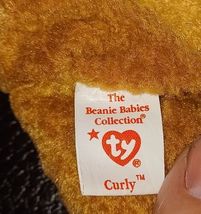 The
Beanie Babies
Collection®
ty
®
Curly™